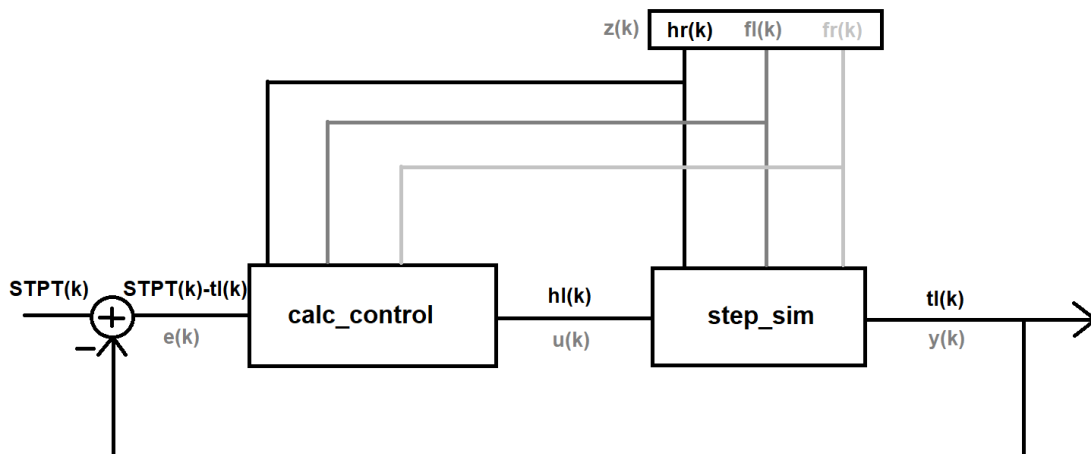 z(k) hr(k) fl(k) fr(k)
STPT(k) STPT(k)-tl(k) hl(k) tl(k)
calc_control step_sim
+
e(k) u(k) y(k)
−